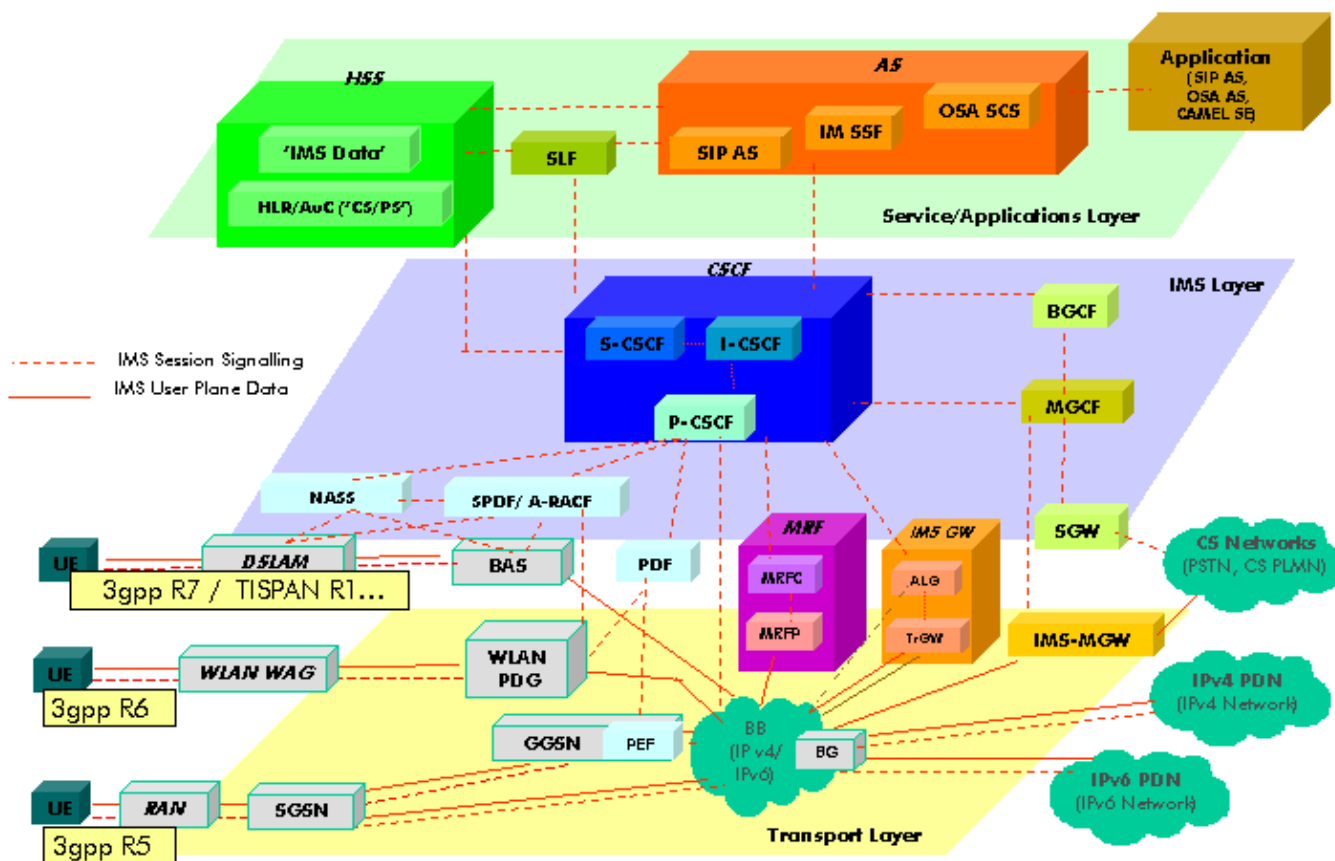 HSS
AS
Application
(SIP AS,
OSA AS,
CAMEL SE)
OSA SCS
IM SSF
'IMS Data'
SLF
SIP AS
HLR/AuC ('CS/PS')
Service/Applications Layer
CSCF
IMS Layer
BGCF
S-CSCF
I-CSCF
IMS Session Signalling
IMS User Plane Data
MGCF
P-CSCF
NASS
SPDF/ A-RACF
MRF
IMS GW
SGW
CS Networks
(PSTN, CS PLMN)
UE
DSLAM
BAS
PDF
MRFC
ALG
3gpp R7 / TISPAN R1...
MRFP
TrGW
IMS-MGW
UE
WLAN WAG
WLAN
PDG
3gpp R6
IPv4 PDN
(IPv4 Network)
GGSN
PEF
BB
(IP v4/
IPv6)
BG
IPv6 PDN
(IPv6 Network)
UE
RAN
SGSN
3gpp R5
Transport Layer